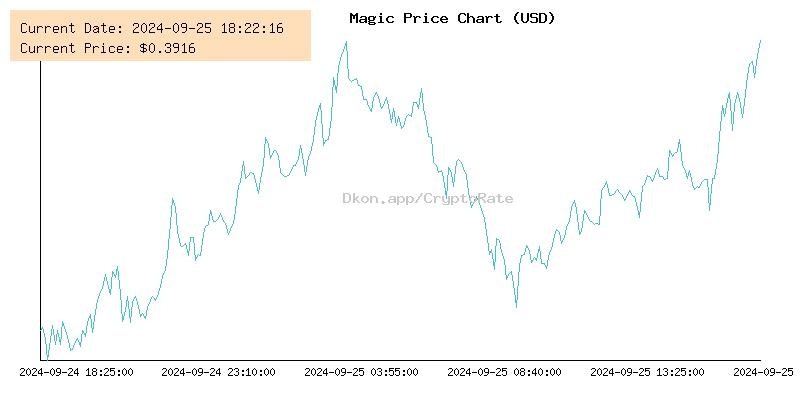 Magic Price Chart (USD)
Current Date: 2024-09-25 18:22:16
Current Price: $0.3916
Dkon.app/CryptoRate
2024-09-24 18:25:00 2024-09-24 23:10:00 2024-09-25 03:55:00 2024-09-25 08:40:00 2024-09-25 13:25:00 2024-09-25